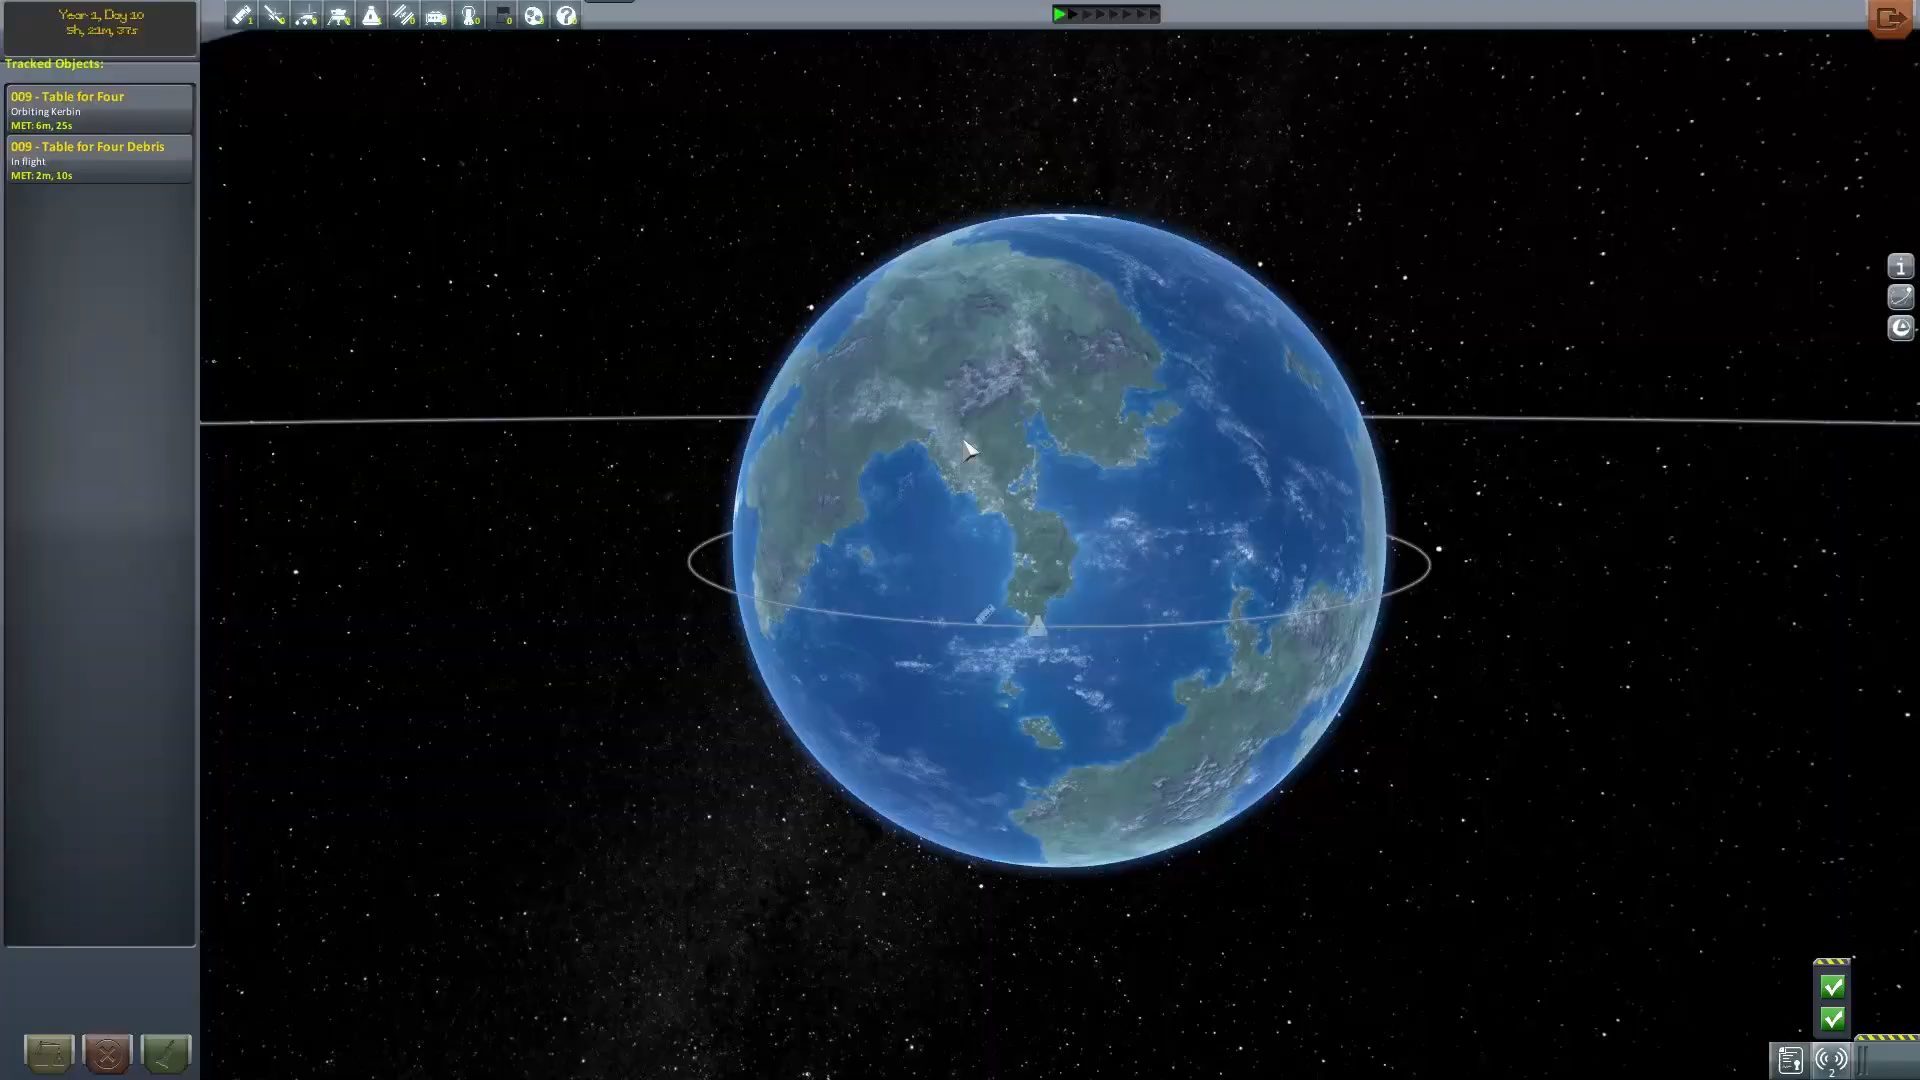 Year 1, Day 10
5h, 21m, 37s
Tracked Objects:
009 - Table for Four
Orbiting Kerbin
MET: 6m, 25s
009 - Table for Four Debris
In flight
MET: 2m, 10s
2